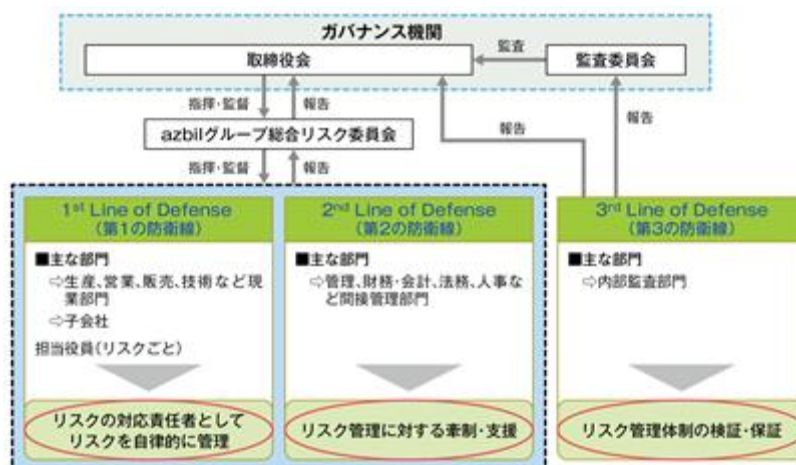 ガバナンス機関
取締役会
監査
監査委員会
指揮・監督
報告
azbilグループ総合リスク委員会
報告
報告
指揮・監督
報告
1st Line of Defense
(第1の防衛線)
■主な部門
⇨生産、営業、販売、技術など現
業部門
⇨子会社
担当役員(リスクごと)
リスクの対応責任者として
リスクを自律的に管理
2nd Line of Defense
(第2の防衛線)
■主な部門
⇨管理、財務・会計、法務、人事な
ど間接管理部門
リスク管理に対する牽制・支援
3rd Line of Defense
(第3の防衛線)
■主な部門
⇨内部監査部門
リスク管理体制の検証・保証